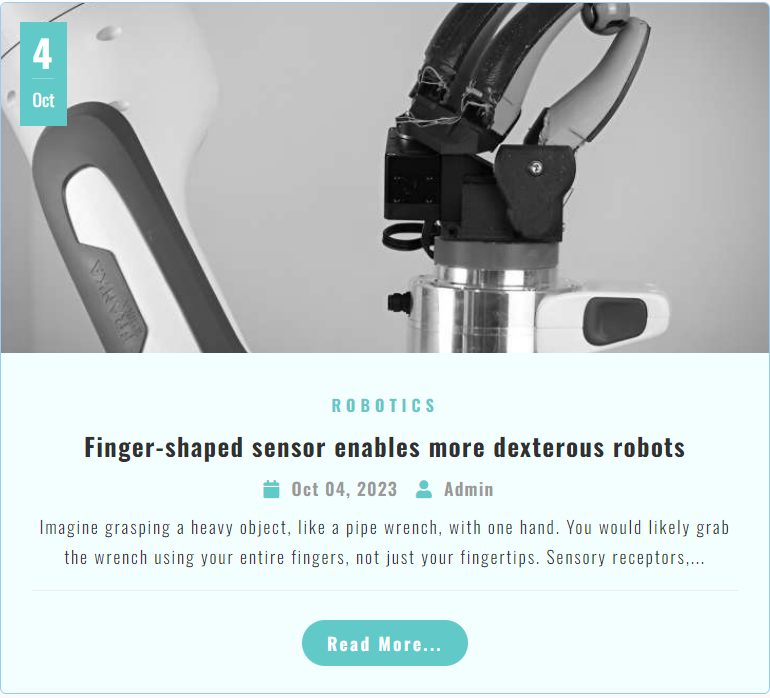 4
Oct
FRANKA
ROBOTICS
Finger-shaped sensor enables more dexterous robots
Oct 04, 2023 Admin
Imagine grasping a heavy object, like a pipe wrench, with one hand. You would likely grab
the wrench using your entire fingers, not just your fingertips. Sensory receptors,...
Read More...